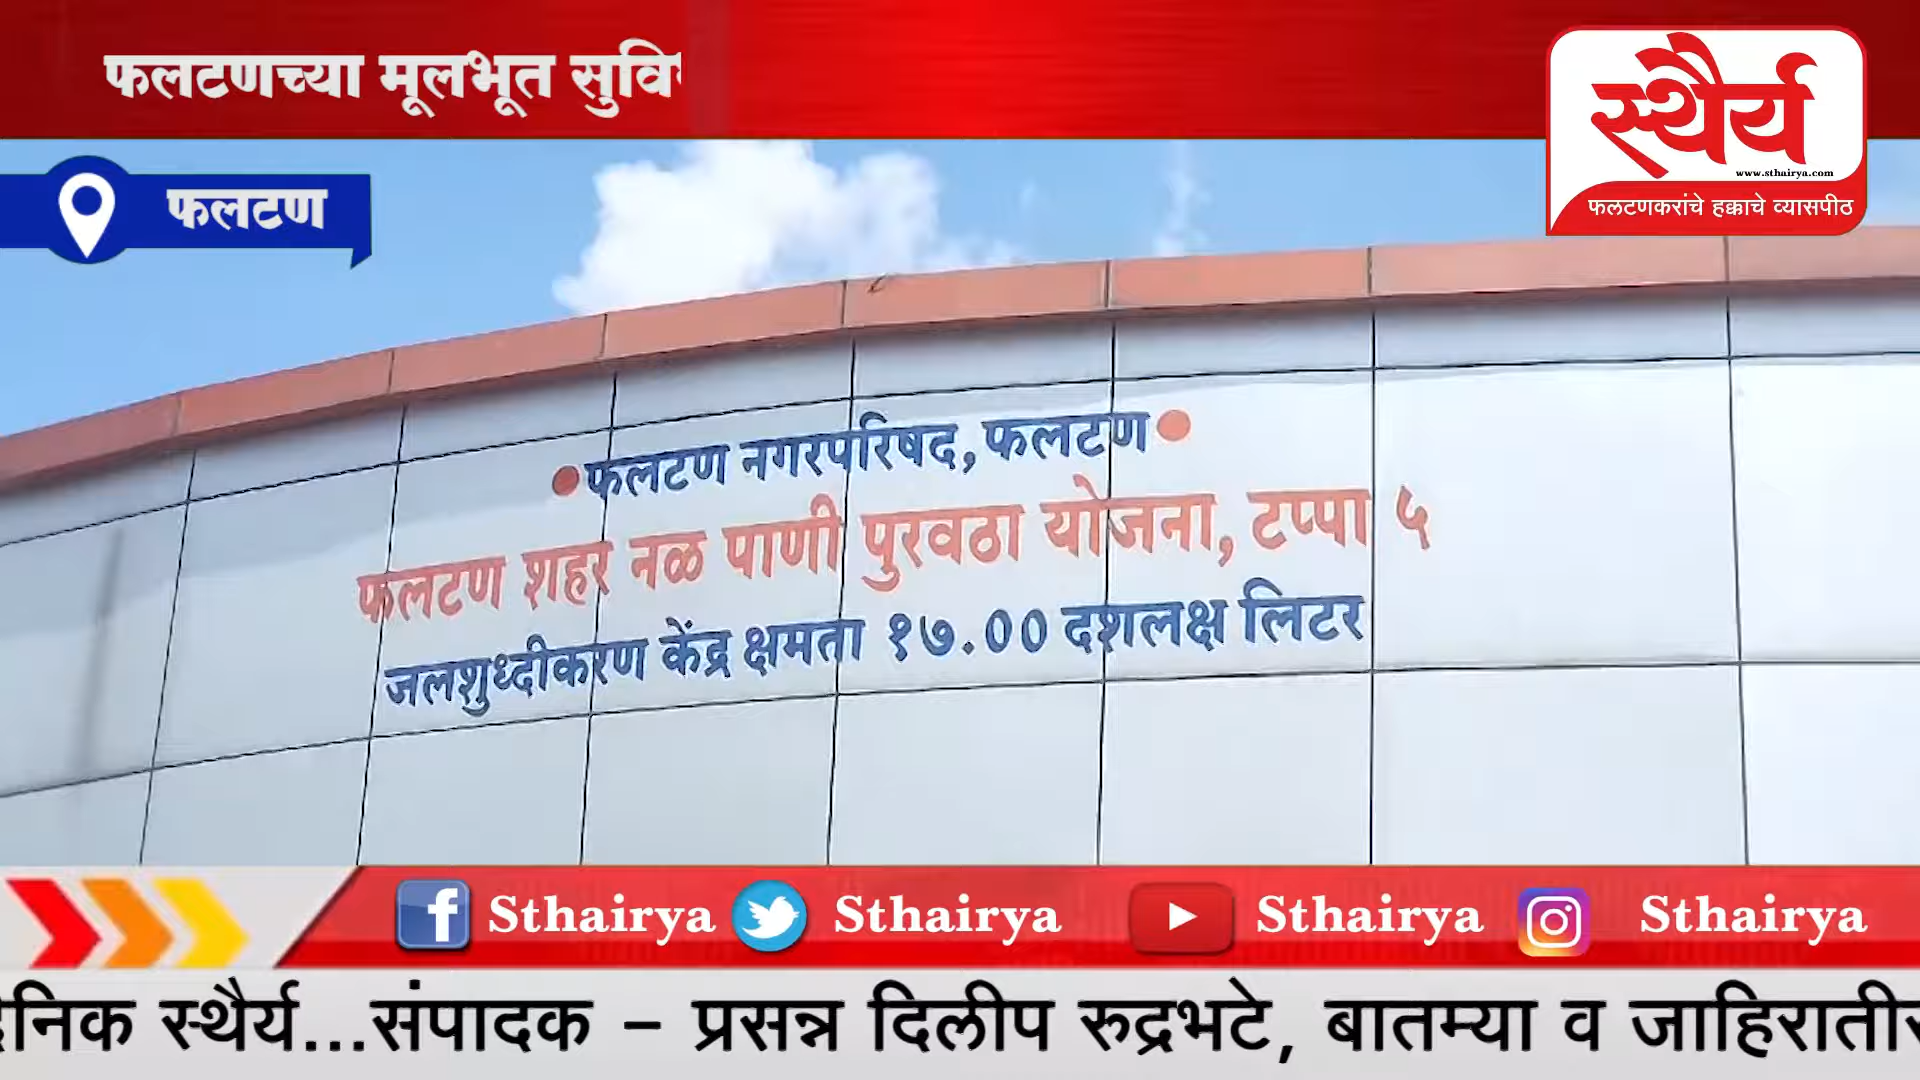 फलटणच्या मूलभूत
स्थैर्य
www.sthairya.com
फलटणकरांचे हक्काचे व्यासपीठ
फलटण
फलटण नगरपरिषद, फलटण
फलटण शहर नळ पाणी पुरवठा योजना, टप्पा ५
जलशुध्दीकरण केंद्र क्षमता १७.00 दशलक्ष लिटर
Sthairya Sthairya Sthairya Sthairya
स्थैर्य...संपादक - प्रसन्न दिलीप रुद्रभटे, बातम्या व